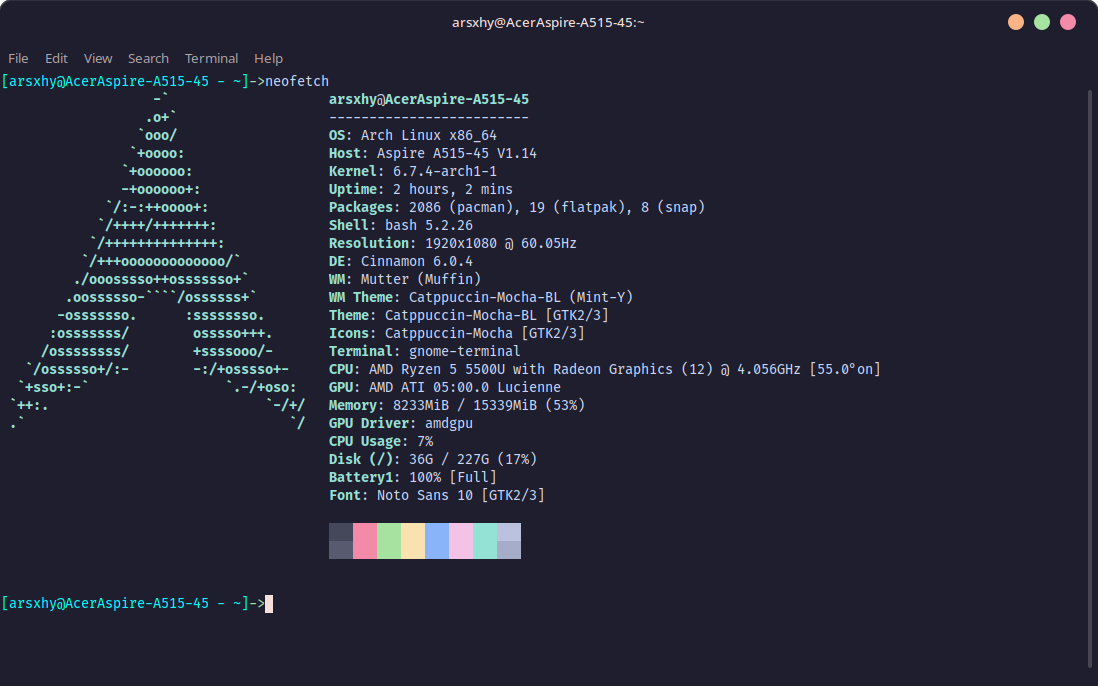 arsxhy@AcerAspire-A515-45:~
File Edit View Search Terminal Help
[arsxhy@AcerAspire-A515-45 - ~]->neofetch
                  -`                     arsxhy@AcerAspire-A515-45
                 .o+`                    -------------------------
                `ooo/                    OS: Arch Linux x86_64
               `+oooo:                   Host: Aspire A515-45 V1.14
              `+oooooo:                  Kernel: 6.7.4-arch1-1
              -+oooooo+:                 Uptime: 2 hours, 2 mins
            `/:-:++oooo+:                Packages: 2086 (pacman), 19 (flatpak), 8 (snap)
           `/++++/+++++++:               Shell: bash 5.2.26
          `/++++++++++++++:              Resolution: 1920x1080 @ 60.05Hz
         `/+++ooooooooooooo/`            DE: Cinnamon 6.0.4
        ./ooosssso++osssssso+`           WM: Mutter (Muffin)
       .oossssso-````/ossssss+`          WM Theme: Catppuccin-Mocha-BL (Mint-Y)
      -osssssso.      :ssssssso.         Theme: Catppuccin-Mocha-BL [GTK2/3]
     :osssssss/        osssso+++.        Icons: Catppuccin-Mocha [GTK2/3]
    /ossssssss/        +ssssooo/-        Terminal: gnome-terminal
  `/ossssso+/:-        -:/+osssso+-      CPU: AMD Ryzen 5 5500U with Radeon Graphics (12) @ 4.056GHz [55.0°on]
 `+sso+:-`                 `.-/+oso:     GPU: AMD ATI 05:00.0 Lucienne
`++:.                           `-/+/    Memory: 8233MiB / 15339MiB (53%)
.`                                 `/    GPU Driver: amdgpu
CPU Usage: 7%
Disk (/): 36G / 227G (17%)
Battery1: 100% [Full]
Font: Noto Sans 10 [GTK2/3]
[arsxhy@AcerAspire-A515-45 - ~]->